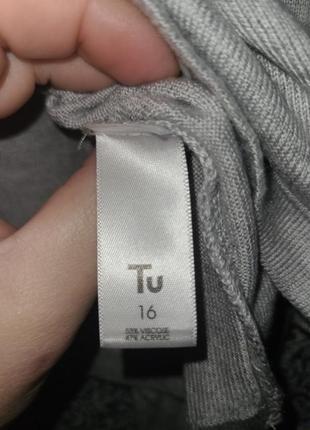 Tu
16
53% VISCOSE
47% ACRYLIC